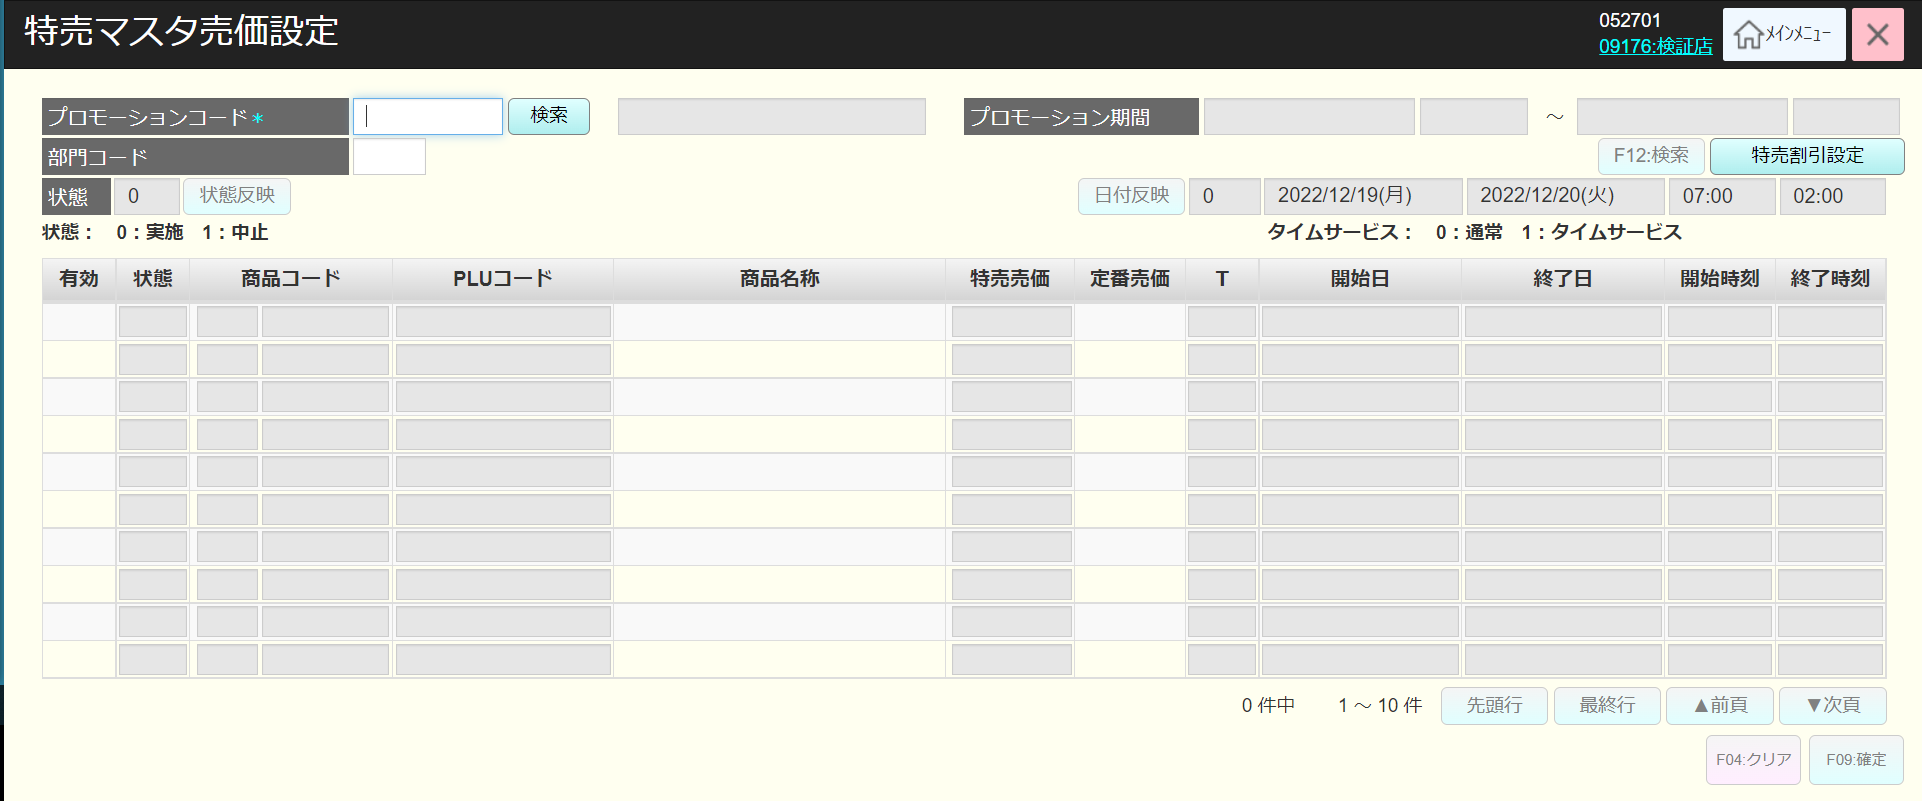 特売マスタ売価設定
052701
09176:検証店
ﾒｲﾝﾒﾆｭｰ
プロモーションコード* 検索 プロモーション期間 ～
部門コード F12:検索 特売割引設定
状態 0 状態反映 日付反映 0 2022/12/19(月) 2022/12/20(火) 07:00 02:00
状態： 0：実施 1：中止 タイムサービス： 0：通常 1：タイムサービス
有効 状態 商品コード PLUコード 商品名称 特売売価 定番売価 T 開始日 終了日 開始時刻 終了時刻
0 件中 1 ～ 10 件 先頭行 最終行 ▲前頁 ▼次頁
F04:クリア F09:確定